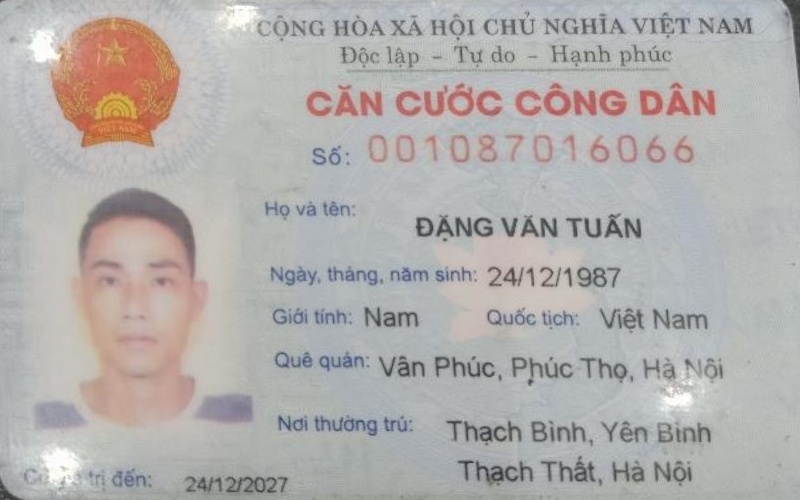 CỘNG HÒA XÃ HỘI CHỦ NGHĨA VIỆT NAM
Độc lập - Tự do - Hạnh phúc
CĂN CƯỚC CÔNG DÂN
Số: 001087016066
Họ và tên:
ĐẶNG VĂN TUẤN
Ngày, tháng, năm sinh: 24/12/1987
Giới tính: Nam Quốc tịch: Việt Nam
Quê quán: Vân Phúc, Phúc Thọ, Hà Nội
Nơi thường trú: Thạch Bình, Yên Bình
Thạch Thất, Hà Nội
trị đến: 24/12/2027